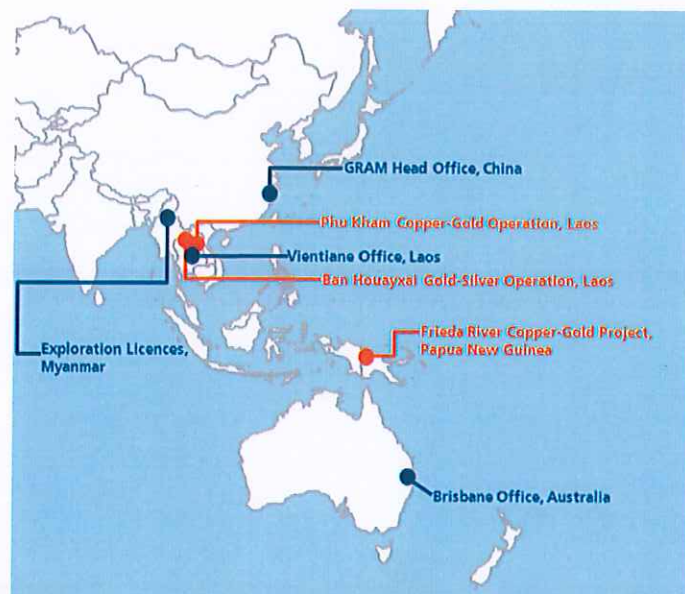 GRAM Head Office, China
Phu Kham Copper-Gold Operation, Laos
Vientiane Office, Laos
Ban Houayxai Gold-Silver Operation, Laos
Frieda River Copper-Gold Project,
Papua New Guinea
Exploration Licences,
Myanmar
Brisbane Office, Australia